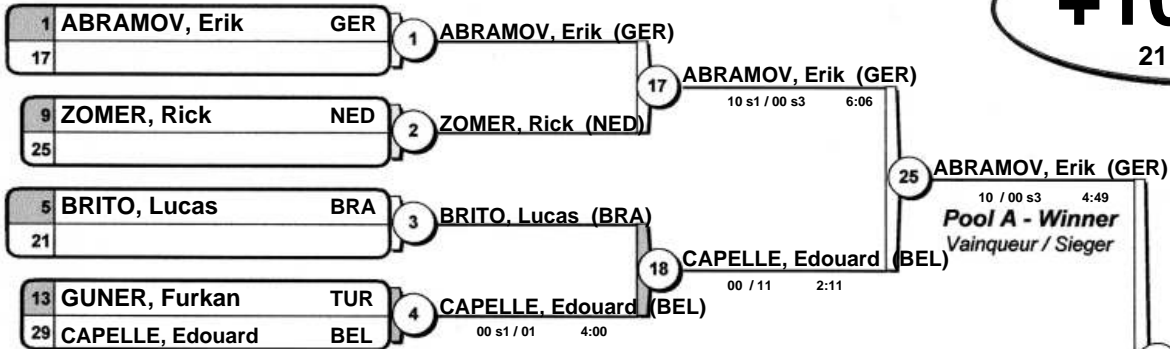 1 ABRAMOV, Erik GER
17
1
ABRAMOV, Erik (GER)
9 ZOMER, Rick NED
25
2
ZOMER, Rick (NED)
17
ABRAMOV, Erik (GER)
10 s1 / 00 s3 6:06
5 BRITO, Lucas BRA
21
3
BRITO, Lucas (BRA)
13 GUNER, Furkan TUR
29 CAPELLE, Edouard BEL
4
CAPELLE, Edouard (BEL)
00 s1 / 01 4:00
18
CAPELLE, Edouard (BEL)
00 / 11 2:11
25
ABRAMOV, Erik (GER)
10 / 00 s3 4:49
Pool A - Winner
Vainqueur / Sieger
21